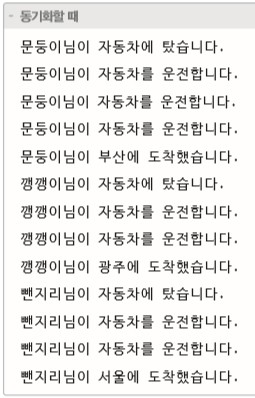 - 동기화할 때
문둥이님이 자동차에 탔습니다.
문둥이님이 자동차를 운전합니다.
문둥이님이 자동차를 운전합니다.
문둥이님이 자동차를 운전합니다.
문둥이님이 부산에 도착했습니다.
깽깽이님이 자동차에 탔습니다.
깽깽이님이 자동차를 운전합니다.
깽깽이님이 자동차를 운전합니다.
깽깽이님이 광주에 도착했습니다.
뺀지리님이 자동차에 탔습니다.
뺀지리님이 자동차를 운전합니다.
뺀지리님이 자동차를 운전합니다.
뺀지리님이 서울에 도착했습니다.